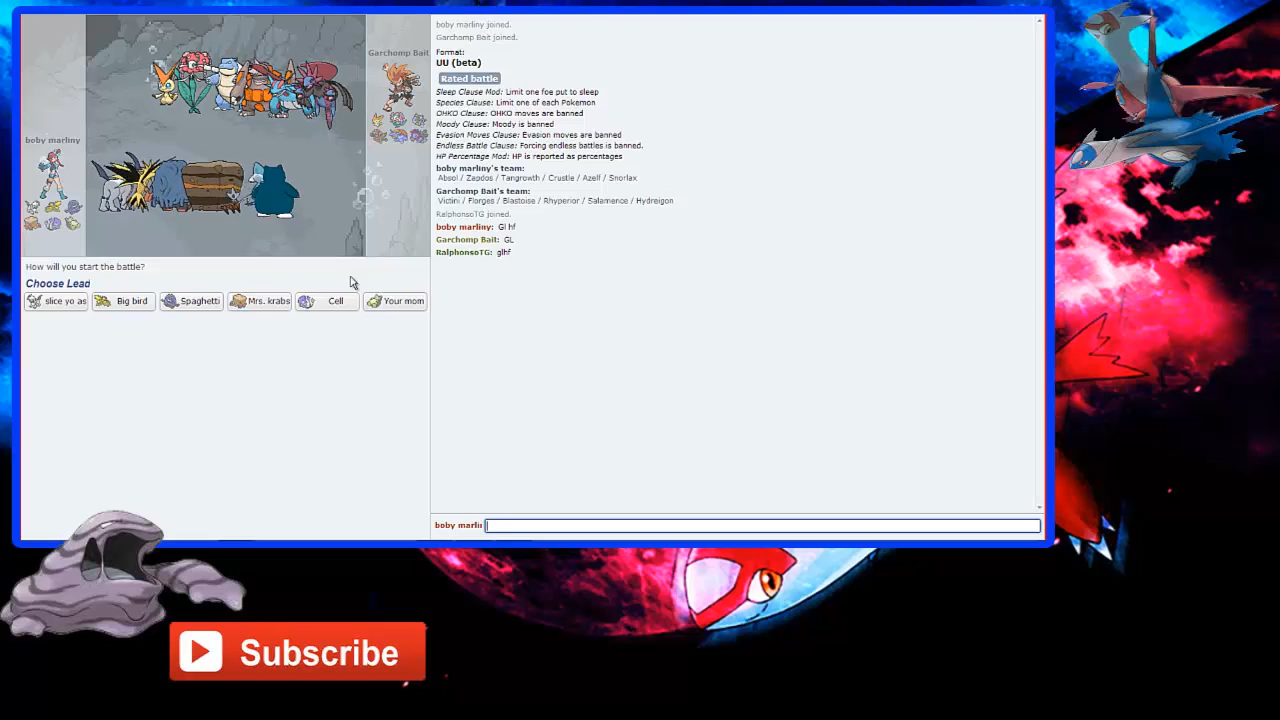 boby marliny
Garchomp Bait
How will you start the battle?
Choose Lead
slice yo as
Big bird
Spaghetti
Mrs. krabs
Cell
Your mom
boby marliny joined.
Garchomp Bait joined.
Format:
UU (beta)
Rated battle
Sleep Clause Mod: Limit one foe put to sleep
Species Clause: Limit one of each Pokemon
OHKO Clause: OHKO moves are banned
Moody Clause: Moody is banned
Evasion Moves Clause: Evasion moves are banned
Endless Battle Clause: Forcing endless battles is banned.
HP Percentage Mod: HP is reported as percentages
boby marliny's team:
Absol / Zapdos / Tangrowth / Crustle / Azelf / Snorlax
Garchomp Bait's team:
Victini / Florges / Blastoise / Rhyperior / Salamence / Hydreigon
RalphonsoTG joined.
boby marliny: Gl hf
Garchomp Bait: GL
RalphonsoTG: glhf
boby marlin
Subscribe